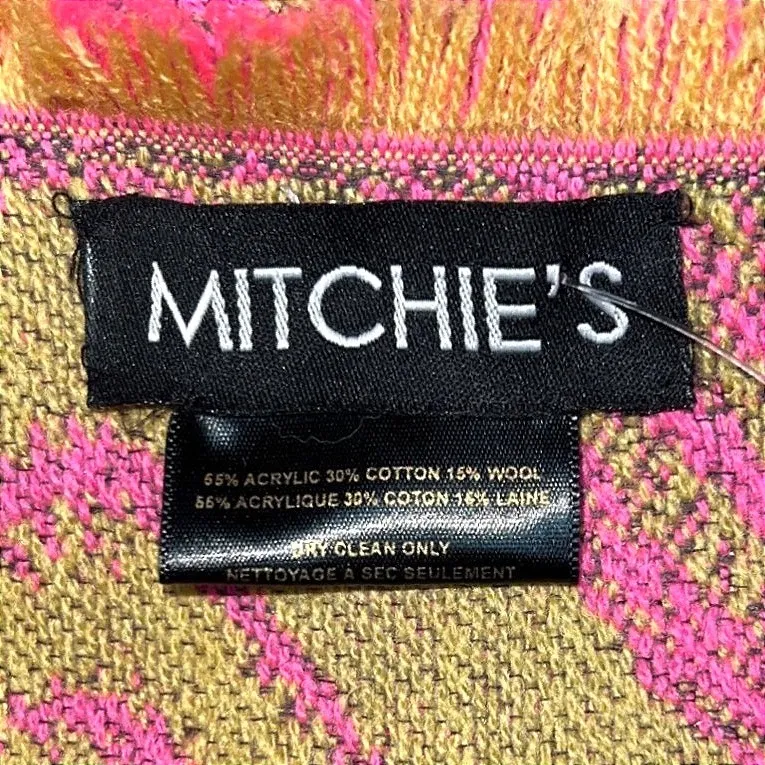 MITCHIE'S
55% ACRYLIC 30% COTTON 15% WOOL
55% ACRYLIQUE 30% COTON 15% LAINE
DRY CLEAN ONLY
NETTOYAGE À SEC SEULEMENT